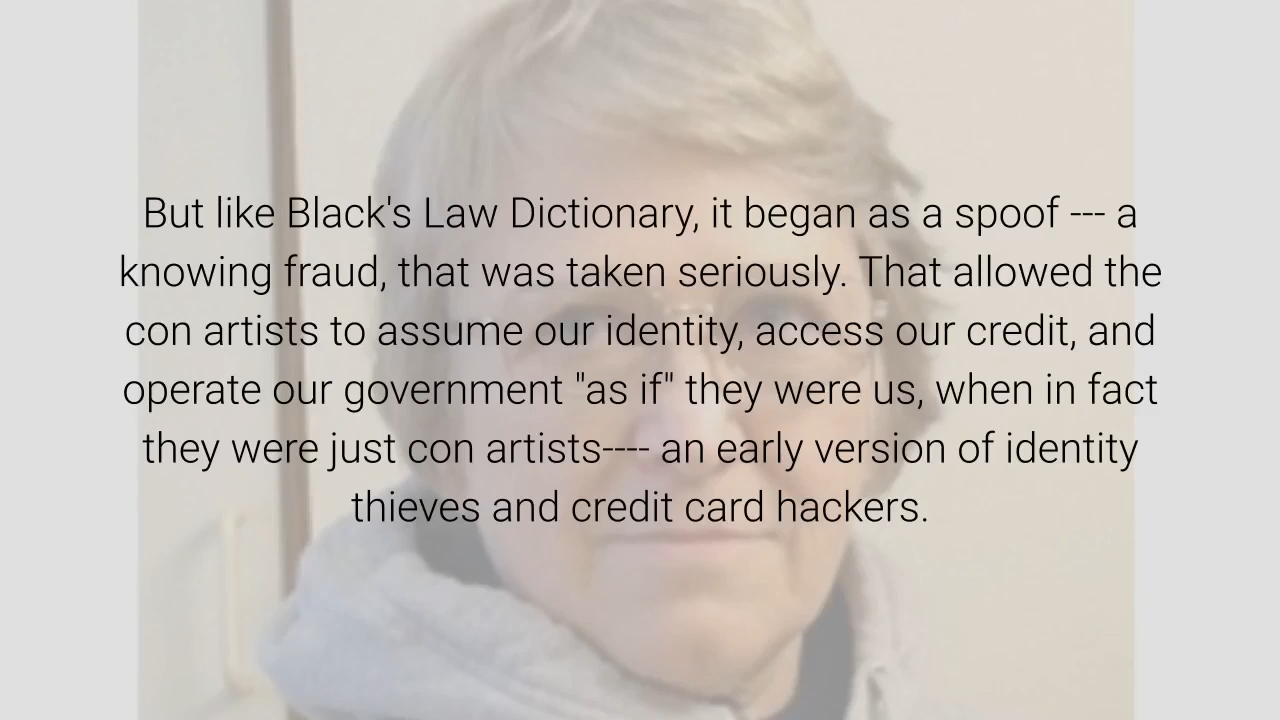 But like Black's Law Dictionary, it began as a spoof --- a
knowing fraud, that was taken seriously. That allowed the
con artists to assume our identity, access our credit, and
operate our government "as if" they were us, when in fact
they were just con artists---- an early version of identity
thieves and credit card hackers.